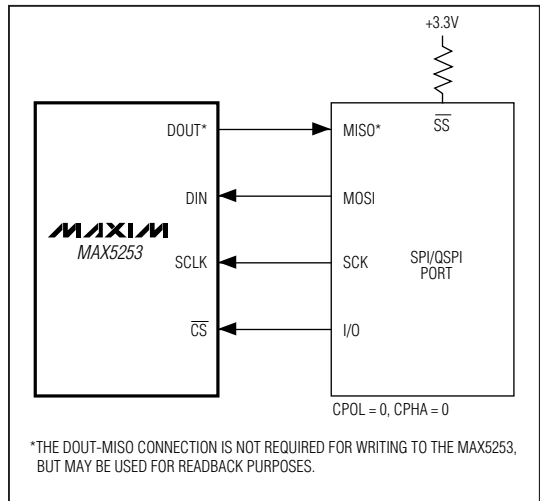 +3.3V
DOUT*
MISO*
SS
DIN
MOSI
MAXIM
MAX5253
SCLK
SCK
SPI/QSPI
PORT
CS
I/O
CPOL = 0, CPHA = 0
*THE DOUT-MISO CONNECTION IS NOT REQUIRED FOR WRITING TO THE MAX5253,
BUT MAY BE USED FOR READBACK PURPOSES.